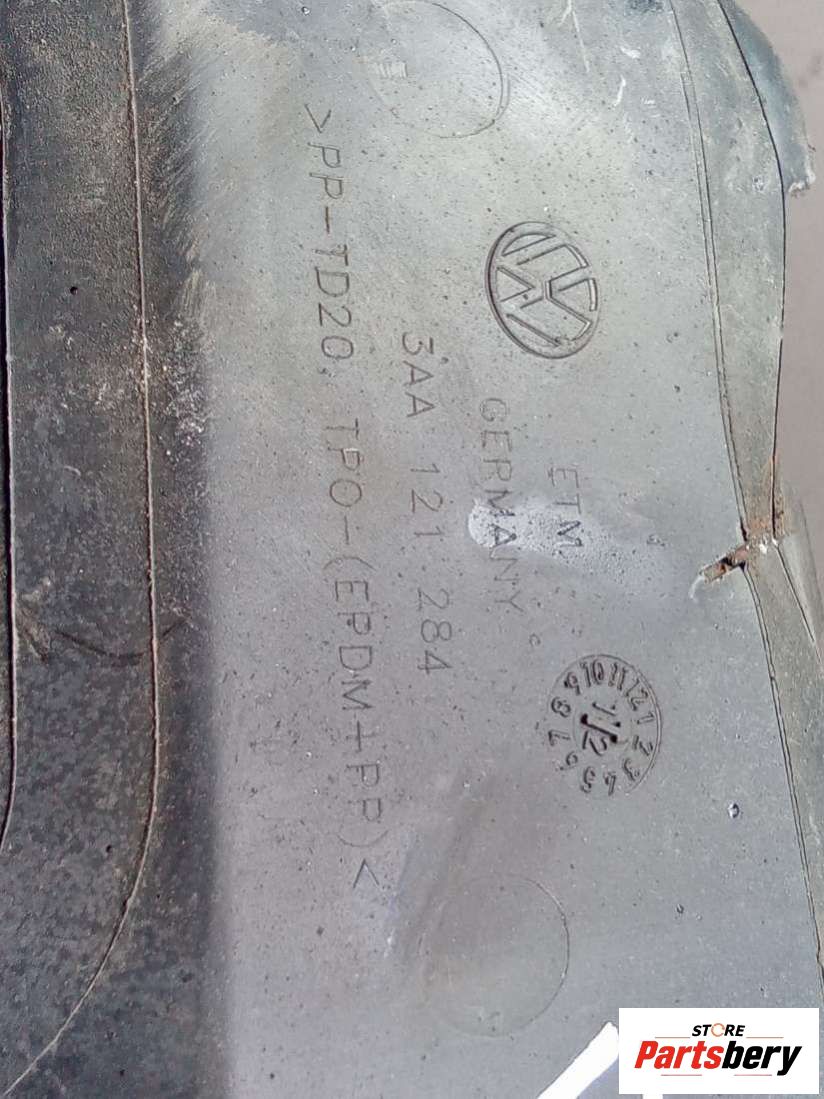 ETM
GERMANY
3AA 121 284
>PP-TD20, TPO-(EPDM+PP)<
1 2 3 4 5 6 7 8 9 10 11 12
12
STORE
Partsbery